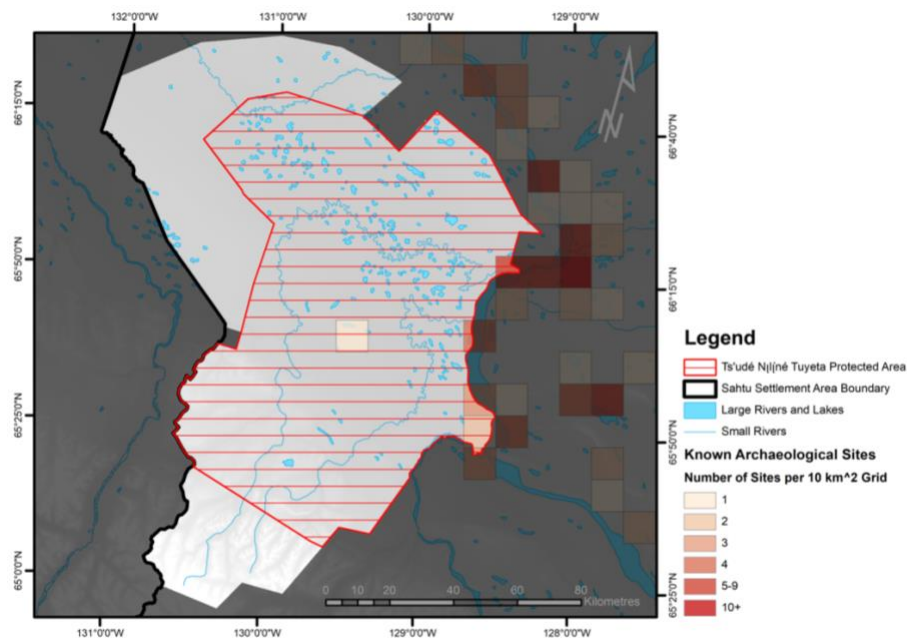 132°0'0"W 131°0'0"W 130°0'0"W 129°0'0"W
66°15'0"N
65°50'0"N
65°25'0"N
65°0'0"N
66°40'0"N
66°15'0"N
65°50'0"N
65°25'0"N
N
0 10 20 40 60 80
Kilometres
131°0'0"W 130°0'0"W 129°0'0"W 128°0'0"W
Legend
Ts'udé Nı̨lı̨́né Tuyeta Protected Area
Sahtu Settlement Area Boundary
Large Rivers and Lakes
Small Rivers
Known Archaeological Sites
Number of Sites per 10 km^2 Grid
1
2
3
4
5-9
10+